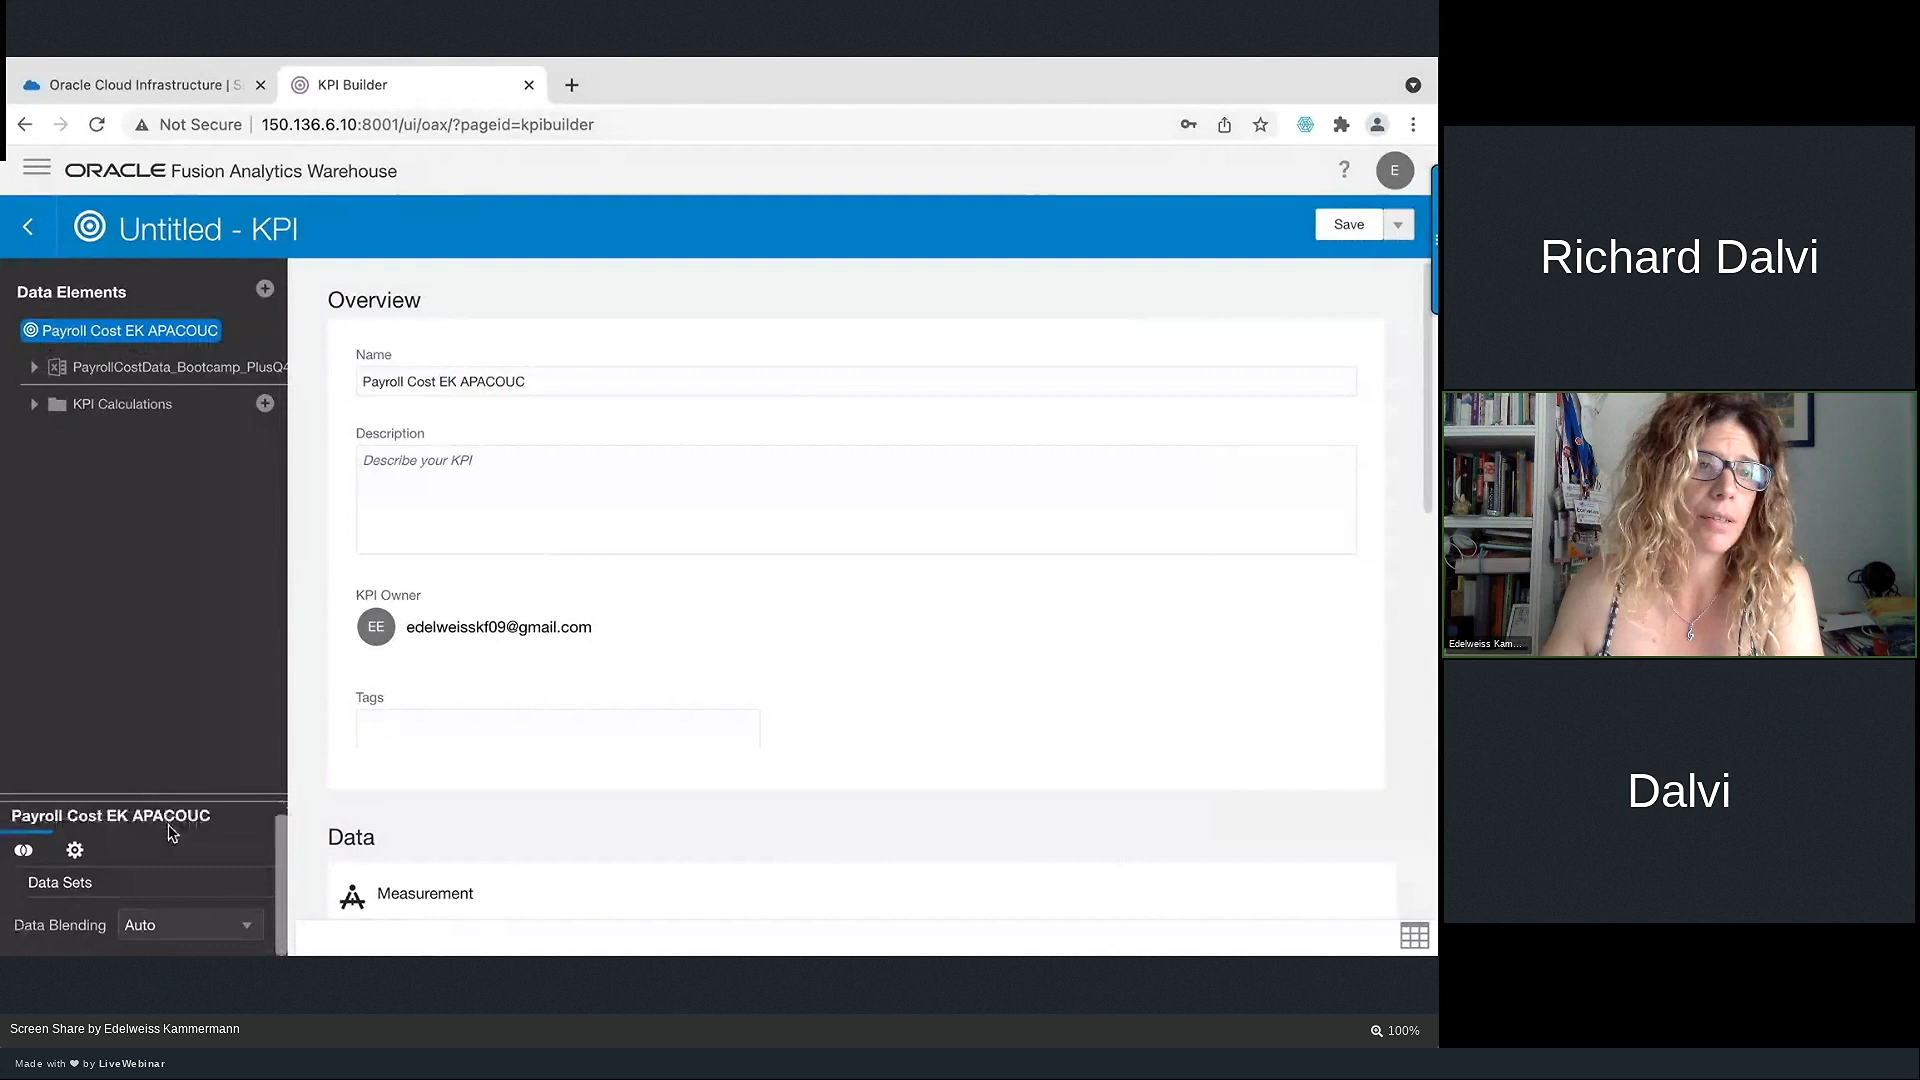 Oracle Cloud Infrastructure | S
KPI Builder
Not Secure
150.136.6.10:8001/ui/oax/?pageid=kpibuilder
ORACLE Fusion Analytics Warehouse
?
E
Untitled - KPI
Save
Data Elements
Payroll Cost EK APACOUC
PayrollCostData_Bootcamp_PlusQ4
KPI Calculations
Overview
Name
Payroll Cost EK APACOUC
Description
Describe your KPI
KPI Owner
EE
edelweisskf09@gmail.com
Tags
Payroll Cost EK APACOUC
Data Sets
Data Blending
Auto
Data
Measurement
Richard Dalvi
Edelweiss Kam...
Dalvi
Screen Share by Edelweiss Kammermann
100%
Made with ❤ by LiveWebinar